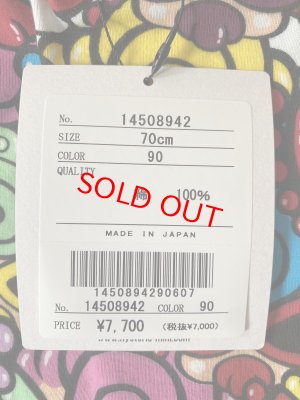 No. 14508942
SIZE 70cm
COLOR 90
QUALITY
綿 100%
SOLD OUT
MADE IN JAPAN
1450894290607
No. 14508942 COLOR 90
PRICE ¥7,700 (税抜¥7,000)